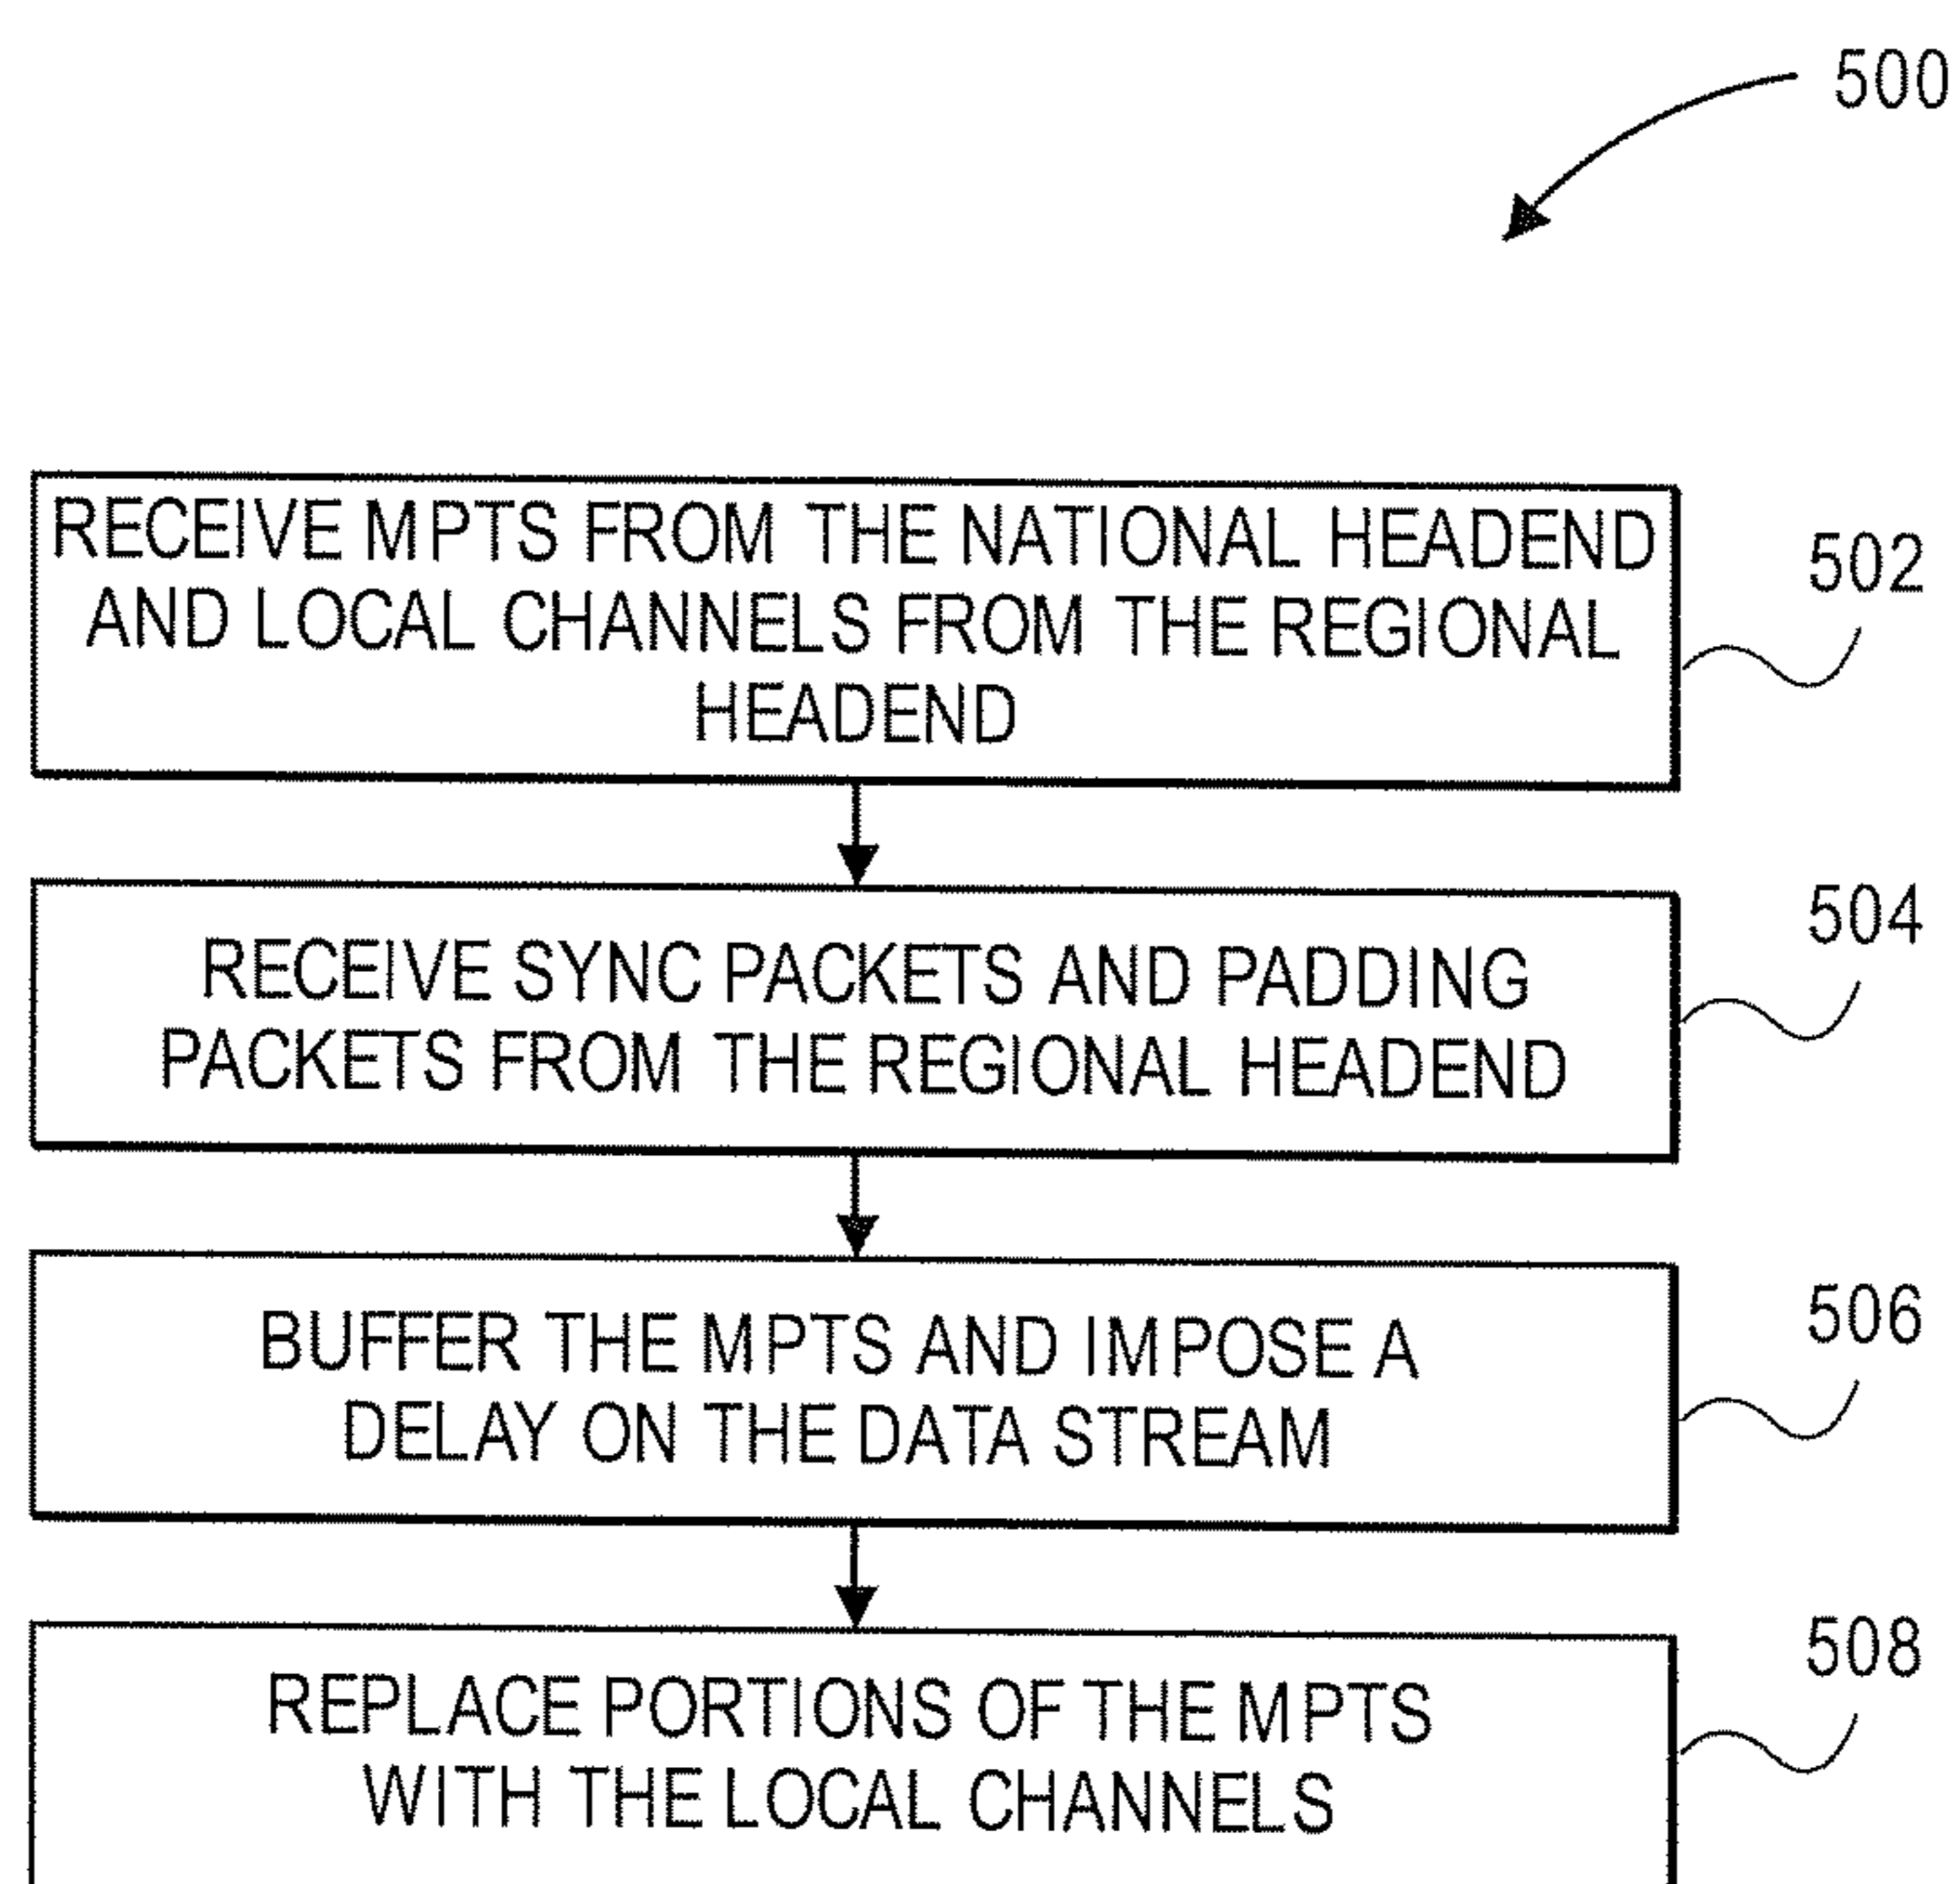 500
RECEIVE MPTS FROM THE NATIONAL HEADEND
AND LOCAL CHANNELS FROM THE REGIONAL
HEADEND
502
RECEIVE SYNC PACKETS AND PADDING
PACKETS FROM THE REGIONAL HEADEND
504
BUFFER THE MPTS AND IMPOSE A
DELAY ON THE DATA STREAM
506
REPLACE PORTIONS OF THE MPTS
WITH THE LOCAL CHANNELS
508